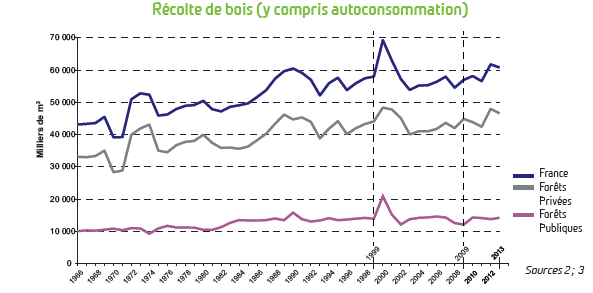 Récolte de bois (y compris autoconsommation)
Milliers de m³
70 000
60 000
50 000
40 000
30 000
20 000
10 000
0
1966 1968 1970 1972 1974 1976 1978 1980 1982 1984 1986 1988 1990 1992 1994 1996 1998 1999 2000 2002 2004 2006 2008 2009 2010 2012 2013
France
Forêts
Privées
Forêts
Publiques
Sources 2 ; 3